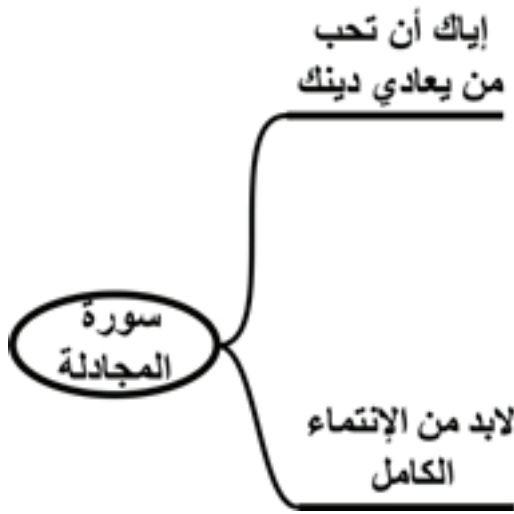 إياك أن تحب
من يعادي دينك
سورة
المجادلة
لابد من الإنتماء
الكامل